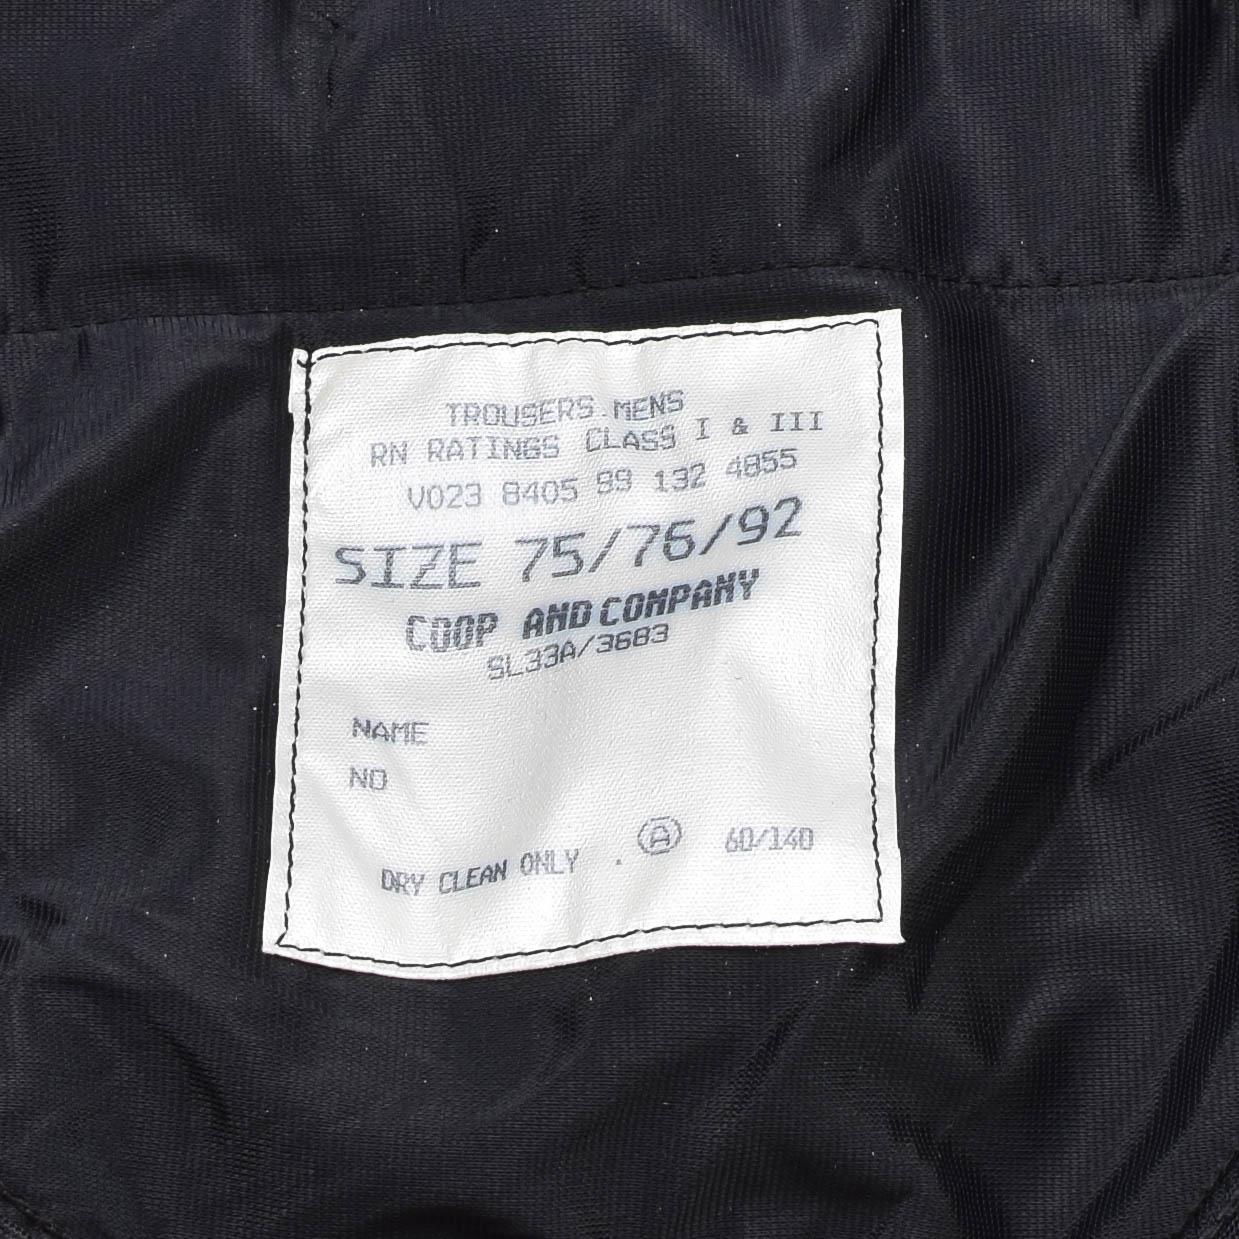 TROUSERS MENS
RN RATINGS CLASS I & III
V023 8405 99 132 4855
SIZE 75/76/92
COOP AND COMPANY
SL33A/3683
NAME
NO
DRY CLEAN ONLY . Ⓐ 60/140